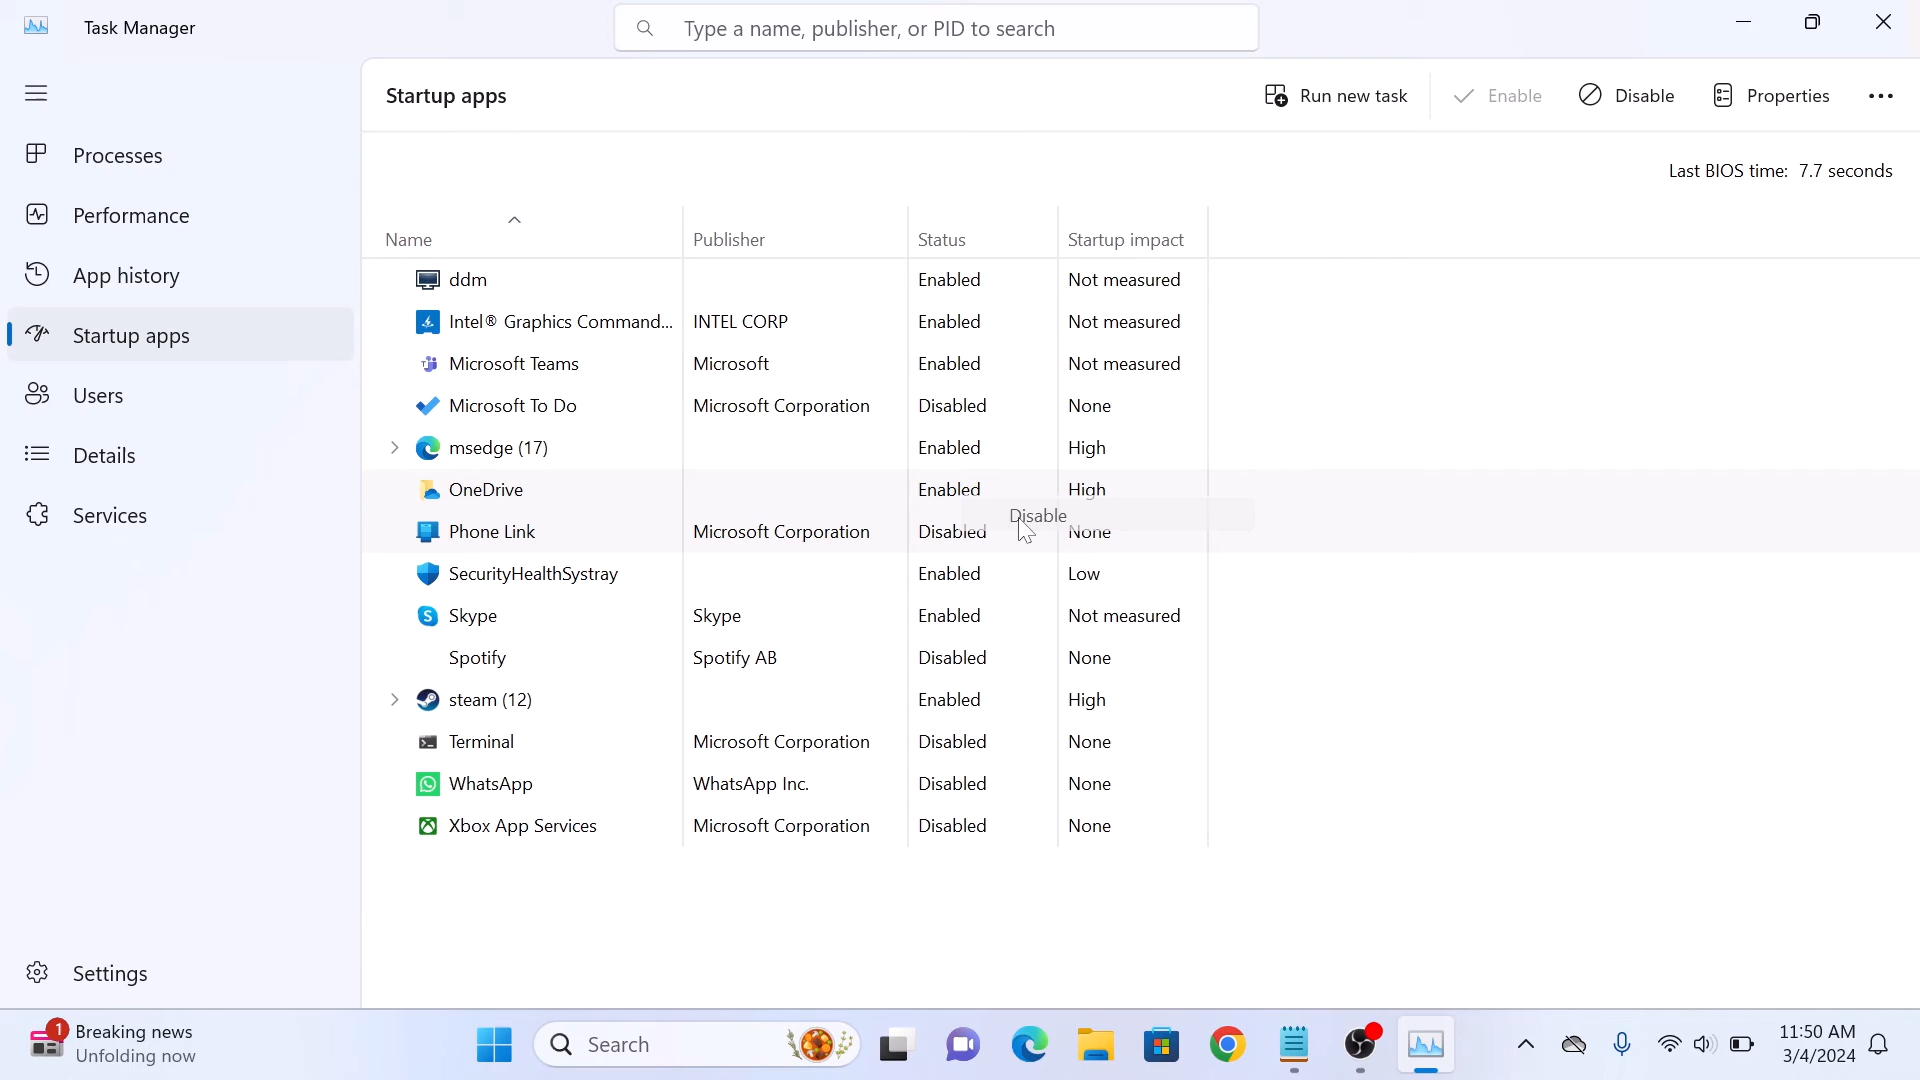 Task Manager
Type a name, publisher, or PID to search
Startup apps
Run new task
Enable
Disable
Properties
Processes
Performance
App history
Startup apps
Users
Details
Services
Settings
Last BIOS time: 7.7 seconds
Name Publisher Status Startup impact
ddm Enabled Not measured
Intel® Graphics Command... INTEL CORP Enabled Not measured
Microsoft Teams Microsoft Enabled Not measured
Microsoft To Do Microsoft Corporation Disabled None
msedge (17) Enabled High
OneDrive Enabled High
Disable
Phone Link Microsoft Corporation Disabled None
SecurityHealthSystray Enabled Low
Skype Skype Enabled Not measured
Spotify Spotify AB Disabled None
steam (12) Enabled High
Terminal Microsoft Corporation Disabled None
WhatsApp WhatsApp Inc. Disabled None
Xbox App Services Microsoft Corporation Disabled None
1
Breaking news
Unfolding now
Search
11:50 AM
3/4/2024